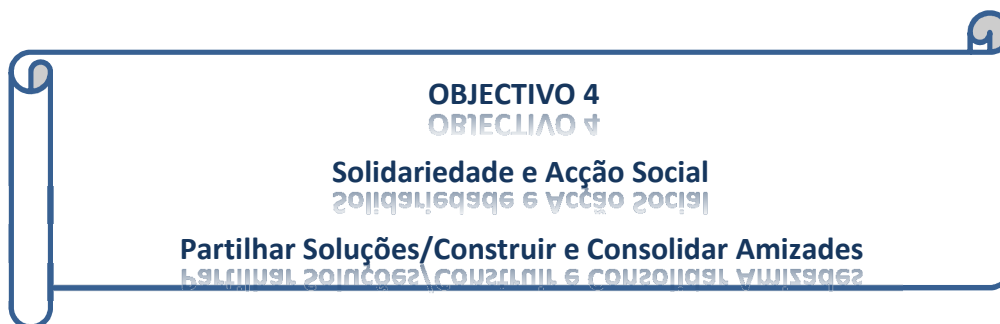 OBJECTIVO 4
Solidariedade e Acção Social
Partilhar Soluções/Construir e Consolidar Amizades